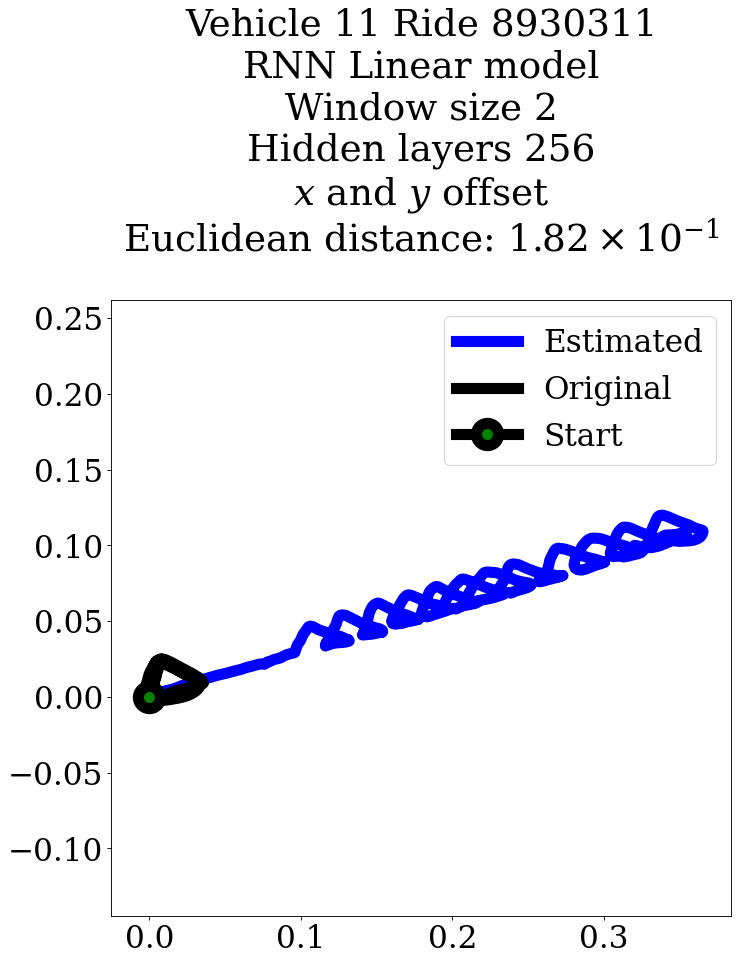 Vehicle 11 Ride 8930311
RNN Linear model
Window size 2
Hidden layers 256
x and y offset
Euclidean distance: 1.82 × 10⁻¹
Estimated
Original
Start
0.25
0.20
0.15
0.10
0.05
0.00
−0.05
−0.10
0.0 0.1 0.2 0.3